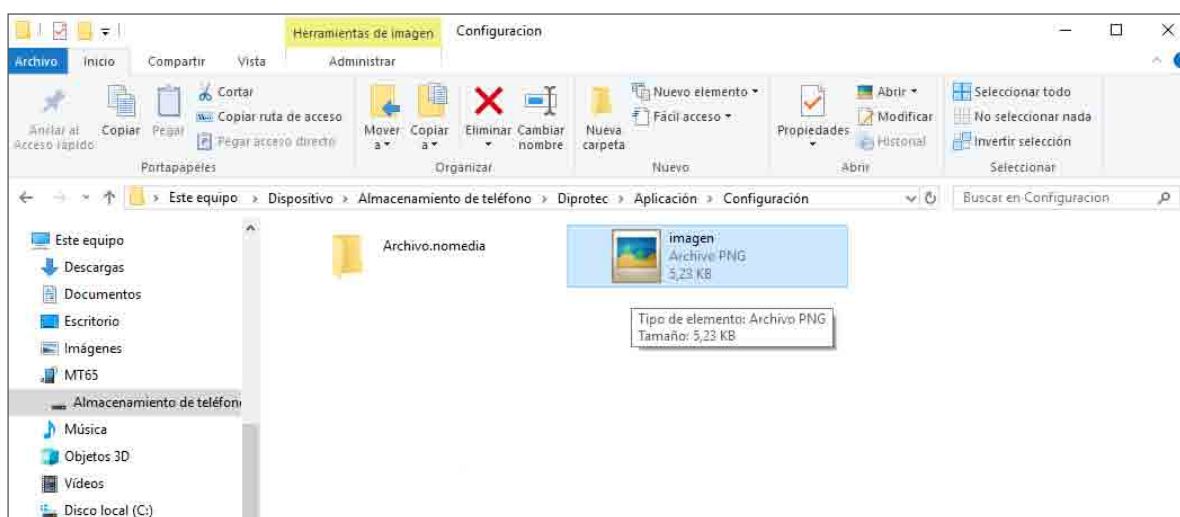 Herramientas de imagen Configuracion
Archivo Inicio Compartir Vista Administrar
Anclar al Acceso rápido
Copiar
Pegar
Cortar
Copiar ruta de acceso
Pegar acceso directo
Portapapeles
Mover a
Copiar a
Eliminar
Cambiar nombre
Organizar
Nueva carpeta
Nuevo elemento
Fácil acceso
Nuevo
Propiedades
Abrir
Modificar
Historial
Abrir
Seleccionar todo
No seleccionar nada
Invertir selección
Seleccionar
Este equipo > Dispositivo > Almacenamiento de teléfono > Diprotec > Aplicación > Configuración
Buscar en Configuracion
Este equipo
Descargas
Documentos
Escritorio
Imágenes
MT65
Almacenamiento de teléfon
Música
Objetos 3D
Vídeos
Disco local (C:)
Archivo.nomedia
imagen
Archivo PNG
5,23 KB
Tipo de elemento: Archivo PNG
Tamaño: 5,23 KB